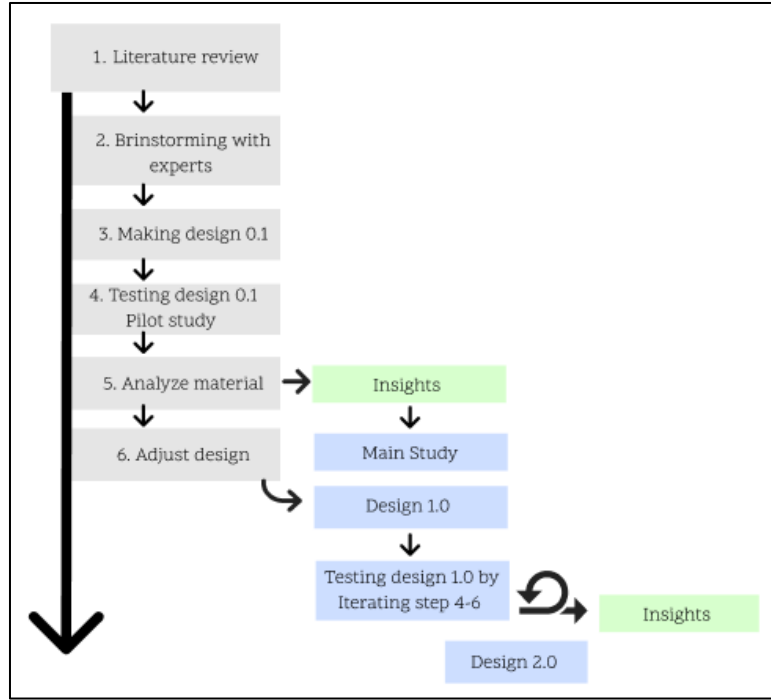 1. Literature review
2. Brinstorming with
experts
3. Making design 0.1
4. Testing design 0.1
Pilot study
5. Analyze material
Insights
6. Adjust design
Main Study
Design 1.0
Testing design 1.0 by
Iterating step 4-6
Insights
Design 2.0